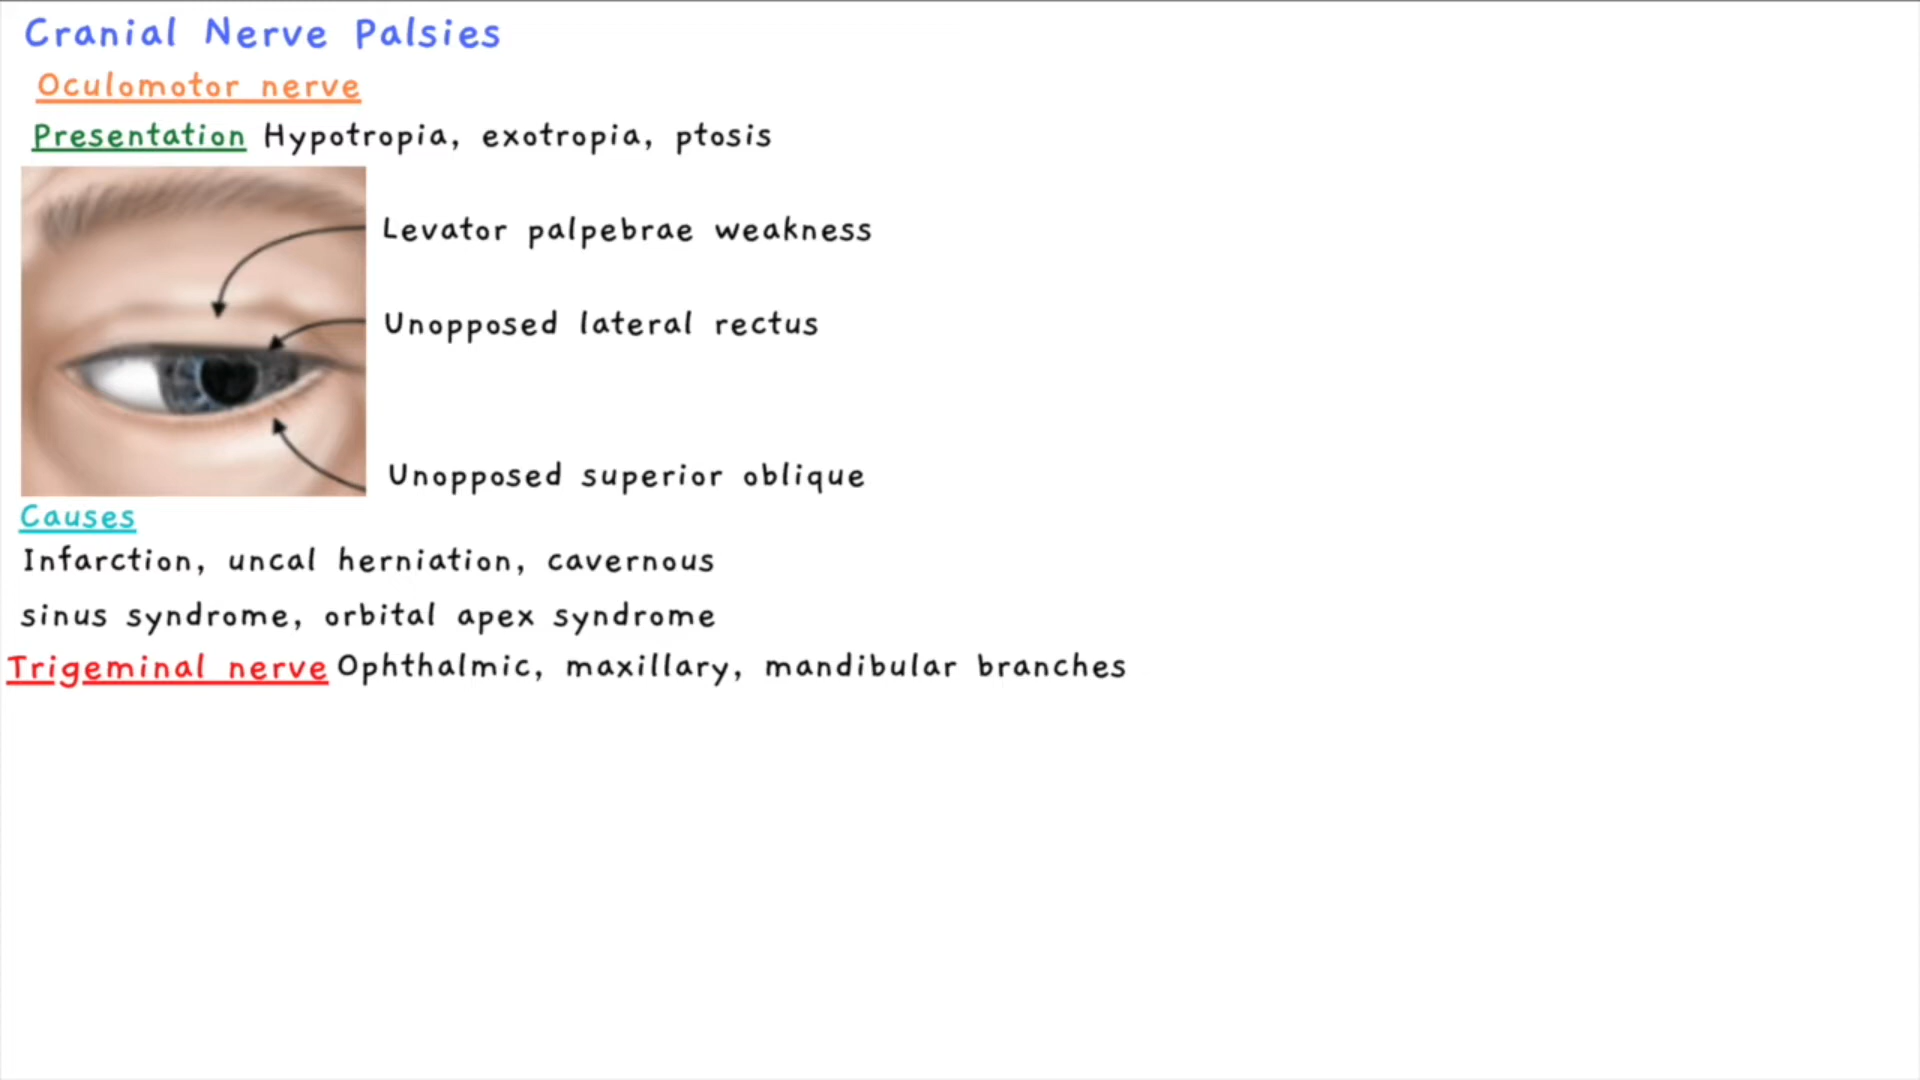 Cranial Nerve Palsies
Oculomotor nerve
Presentation Hypotropia, exotropia, ptosis
Levator palpebrae weakness
Unopposed lateral rectus
Unopposed superior oblique
Causes
Infarction, uncal herniation, cavernous
sinus syndrome, orbital apex syndrome
Trigeminal nerve Ophthalmic, maxillary, mandibular branches